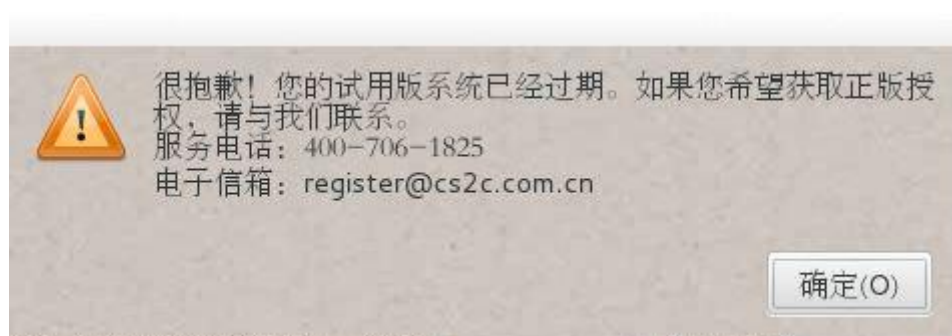 很抱歉！您的试用版系统已经过期。如果您希望获取正版授
权，请与我们联系。
服务电话：400-706-1825
电子信箱：register@cs2c.com.cn
确定(O)